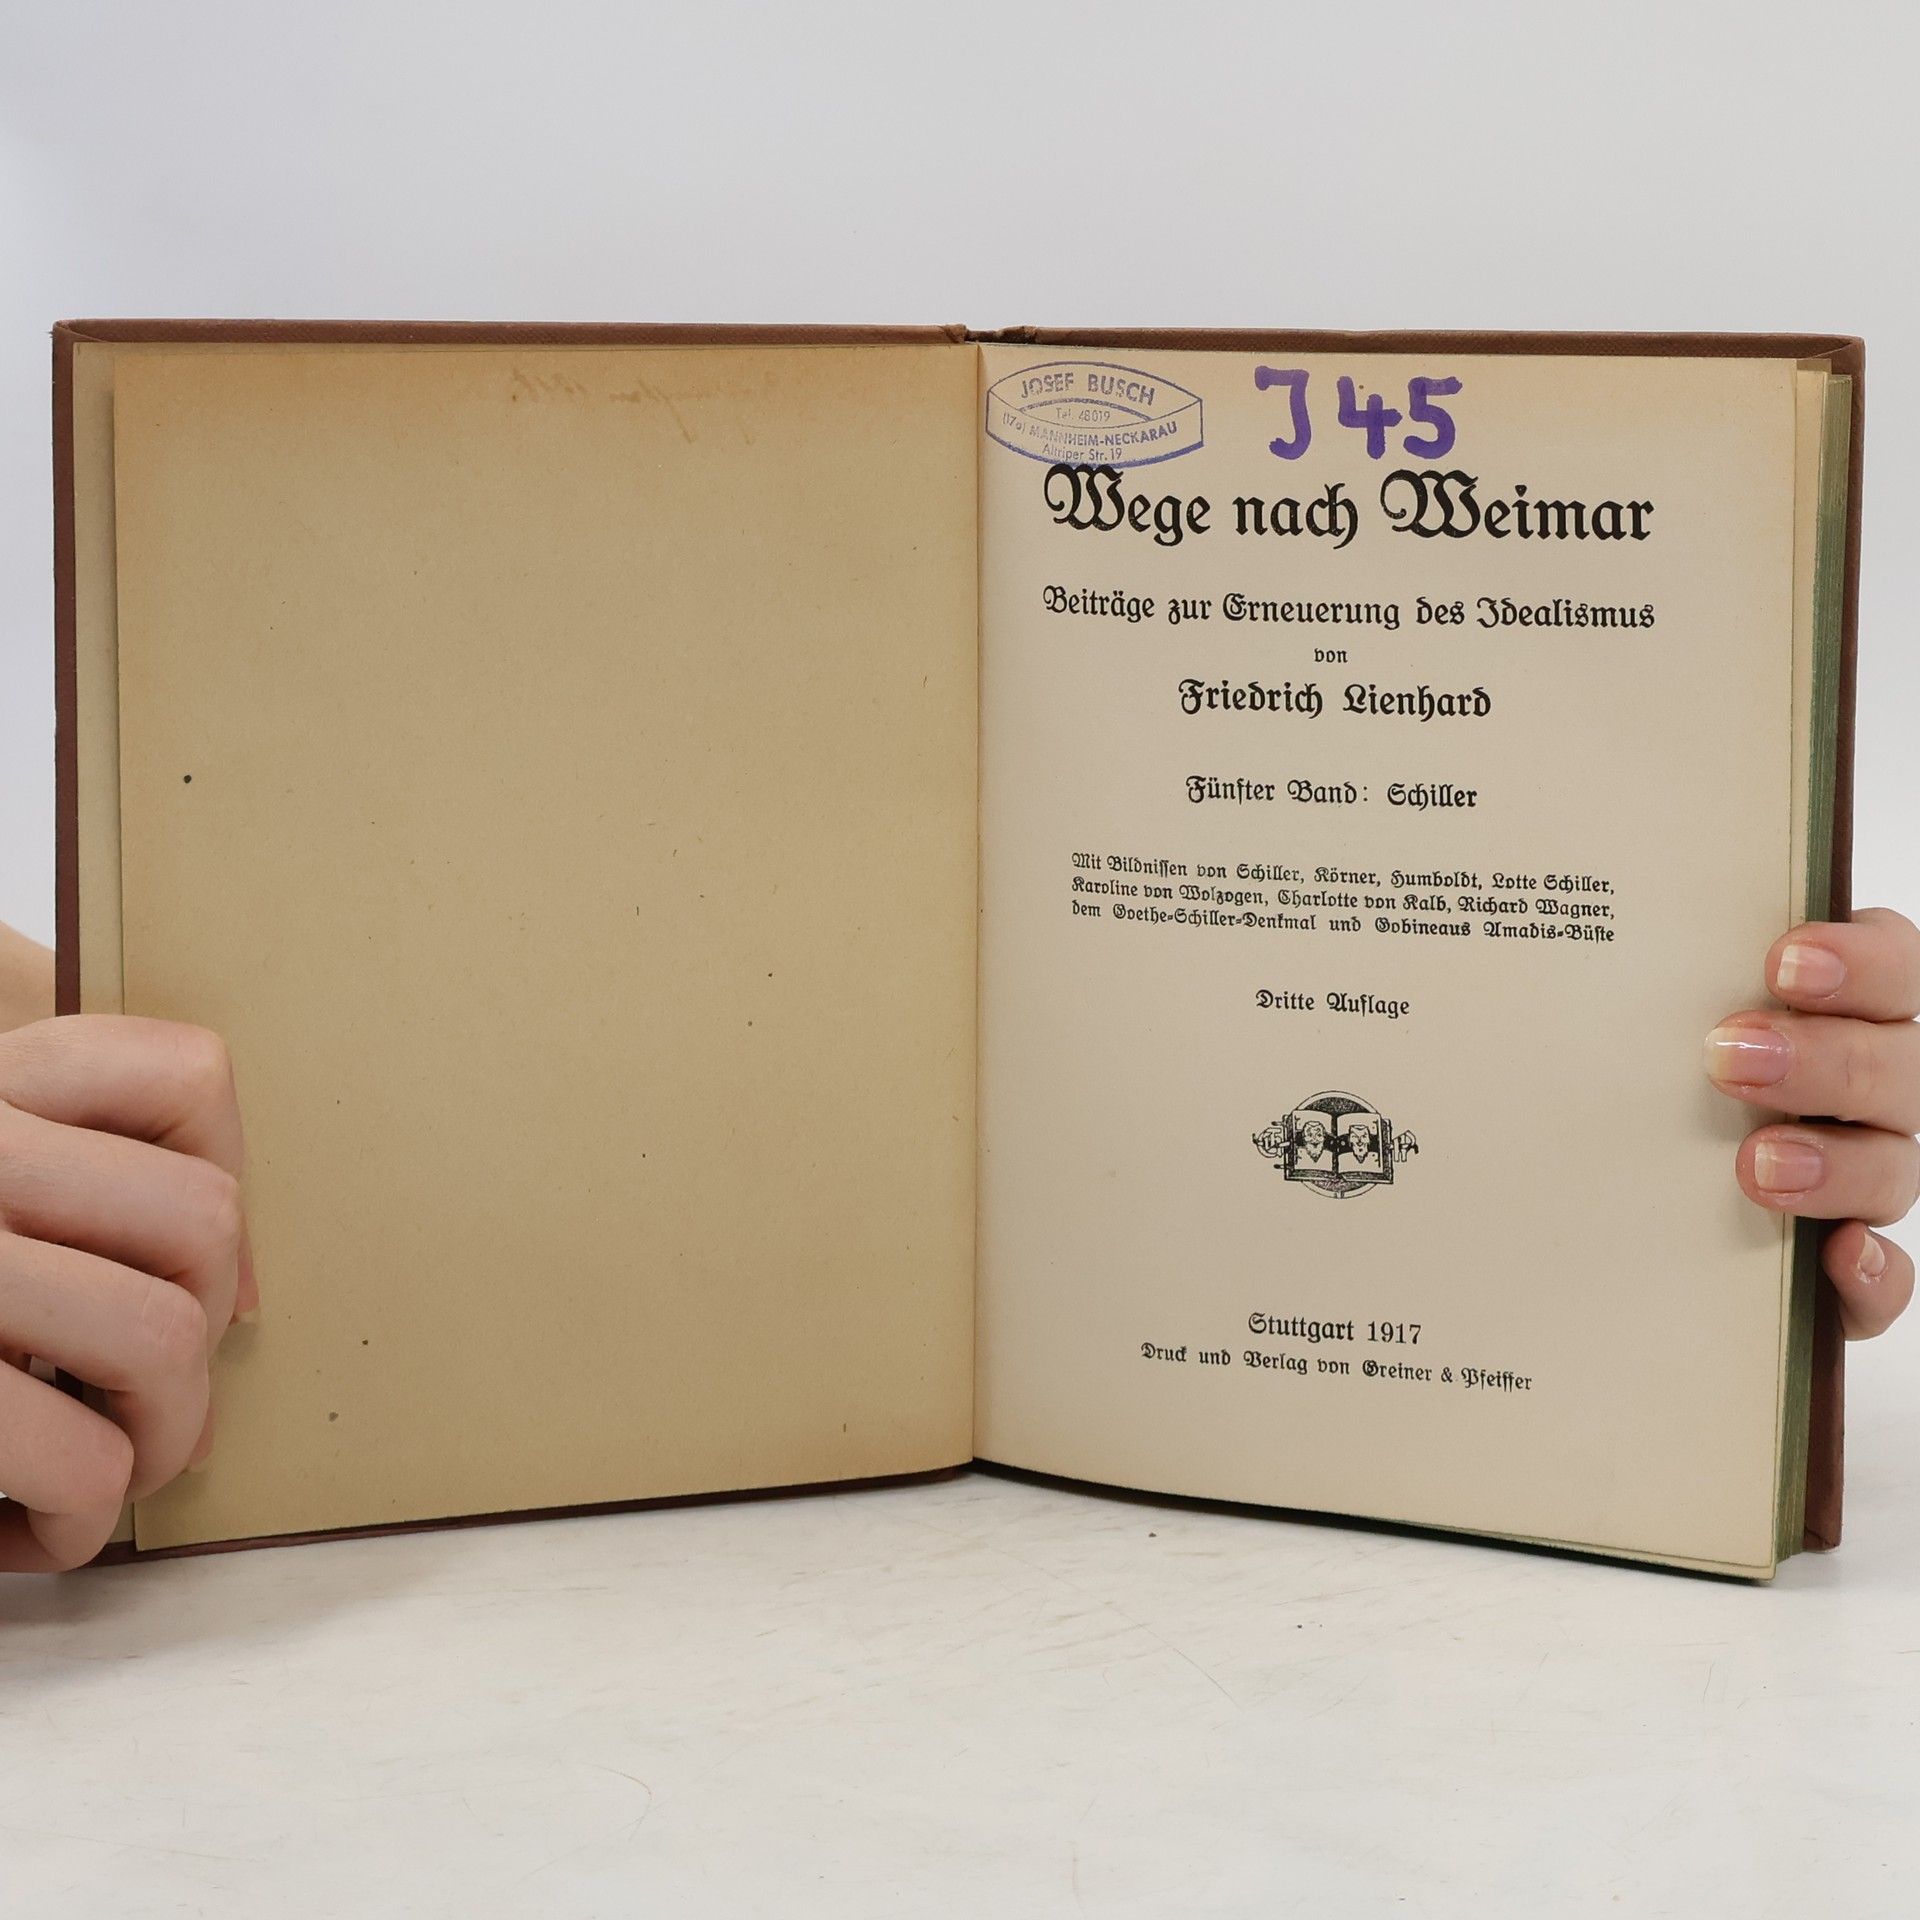 JOSEF BUSCH
Tel. 48019
(17a) MANNHEIM-NECKARAU
Altriper Str. 19
J 45
Wege nach Weimar
Beiträge zur Erneuerung des Idealismus
von
Friedrich Lienhard
Fünfter Band: Schiller
Mit Bildnissen von Schiller, Körner, Humboldt, Lotte Schiller,
Karoline von Wolzogen, Charlotte von Kalb, Richard Wagner,
dem Goethe-Schiller-Denkmal und Gobineaus Amadis-Büste
Dritte Auflage
Stuttgart 1917
Druck und Verlag von Greiner & Pfeiffer